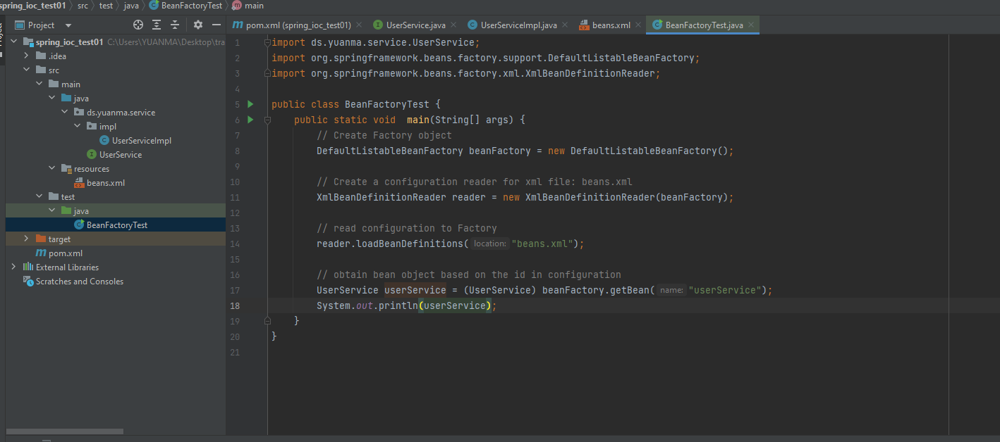 spring_ioc_test01 > src > test > java > BeanFactoryTest > main
Project
pom.xml (spring_ioc_test01)
UserService.java
UserServiceImpl.java
beans.xml
BeanFactoryTest.java
spring_ioc_test01 C:\Users\YUANMA\Desktop\tra
.idea
src
main
java
ds.yuanma.service
impl
UserServiceImpl
UserService
resources
beans.xml
test
java
BeanFactoryTest
target
pom.xml
External Libraries
Scratches and Consoles
1 import ds.yuanma.service.UserService;
2 import org.springframework.beans.factory.support.DefaultListableBeanFactory;
3 import org.springframework.beans.factory.xml.XmlBeanDefinitionReader;
4
5 public class BeanFactoryTest {
6 public static void  main(String[] args) {
7 // Create Factory object
8 DefaultListableBeanFactory beanFactory = new DefaultListableBeanFactory();
9
10 // Create a configuration reader for xml file: beans.xml
11 XmlBeanDefinitionReader reader = new XmlBeanDefinitionReader(beanFactory);
12
13 // read configuration to Factory
14 reader.loadBeanDefinitions( location: "beans.xml");
15
16 // obtain bean object based on the id in configuration
17 UserService userService = (UserService) beanFactory.getBean( name: "userService");
18 System.out.println(userService);
19 }
20 }
21